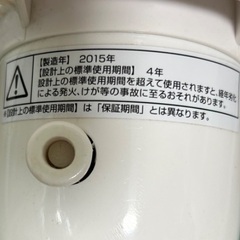 【製造年】2015年
【設計上の標準使用期間】4年
設計上の標準使用期間を超えて使用されますと、経年劣化
による発火、けが等の事故に至るおそれがあります。
※【設計上の標準使用期間】は「保証期間」とは異なります。